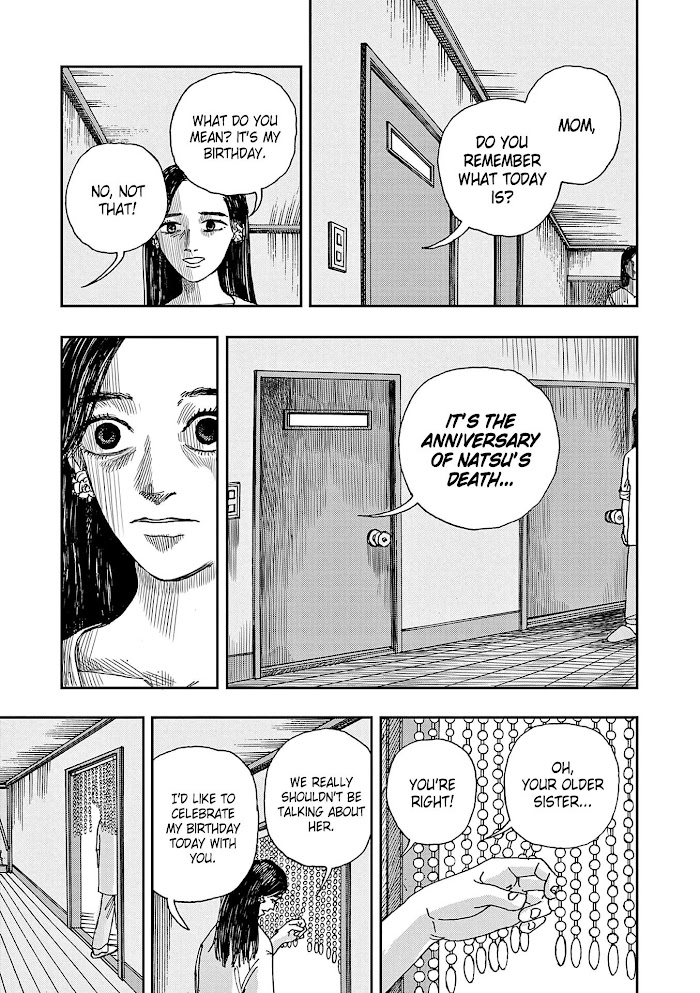 MOM,
DO YOU
REMEMBER
WHAT TODAY
IS?
WHAT DO YOU
MEAN? IT'S MY
BIRTHDAY.
NO, NOT
THAT!
IT'S THE
ANNIVERSARY
OF NATSU'S
DEATH...
OH,
YOUR OLDER
SISTER...
YOU'RE
RIGHT!
WE REALLY
SHOULDN'T BE
TALKING ABOUT
HER.
I'D LIKE TO
CELEBRATE
MY BIRTHDAY
TODAY WITH
YOU.